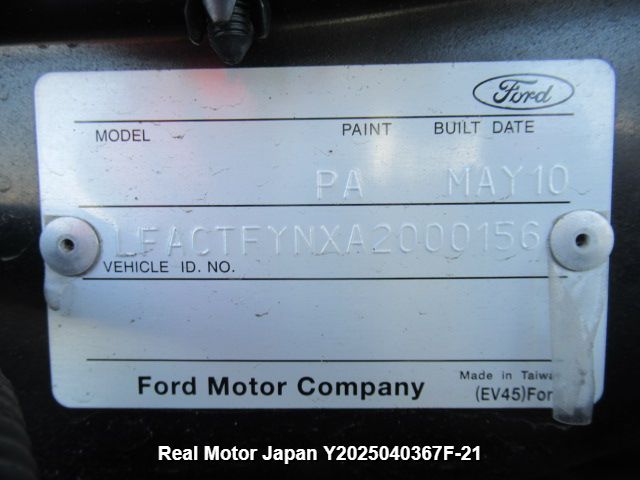 Ford
MODEL PAINT BUILT DATE
PA MAY10
LFACTFYNXA2000156
VEHICLE ID. NO.
Ford Motor Company
Made in Taiwa
(EV45)For
Real Motor Japan Y2025040367F-21